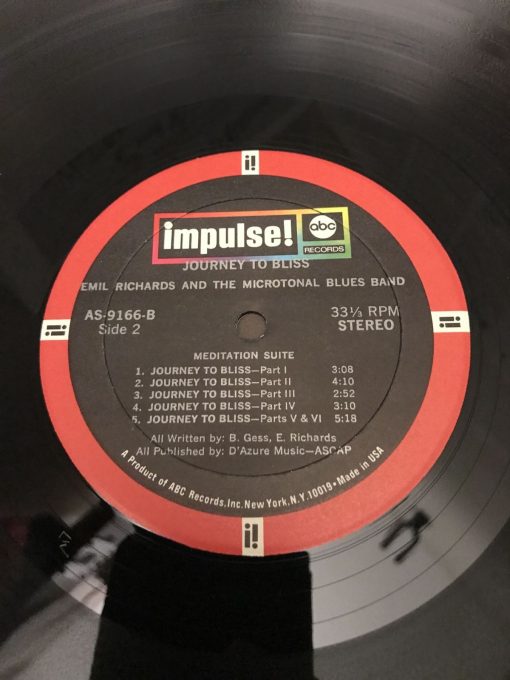 i!
impulse! abc
RECORDS
JOURNEY TO BLISS
EMIL RICHARDS AND THE MICROTONAL BLUES BAND
AS-9166-B 33⅓ RPM
Side 2 STEREO
i! i!
MEDITATION SUITE
1. JOURNEY TO BLISS—Part I 3:08
2. JOURNEY TO BLISS—Part II 4:10
3. JOURNEY TO BLISS—Part III 2:52
4. JOURNEY TO BLISS—Part IV 3:10
5. JOURNEY TO BLISS—Parts V & VI 5:18
All Written by: B. Gess, E. Richards
All Published by: D'Azure Music—ASCAP
A Product of ABC Records, Inc. New York, N.Y. 10019 • Made in USA
i!